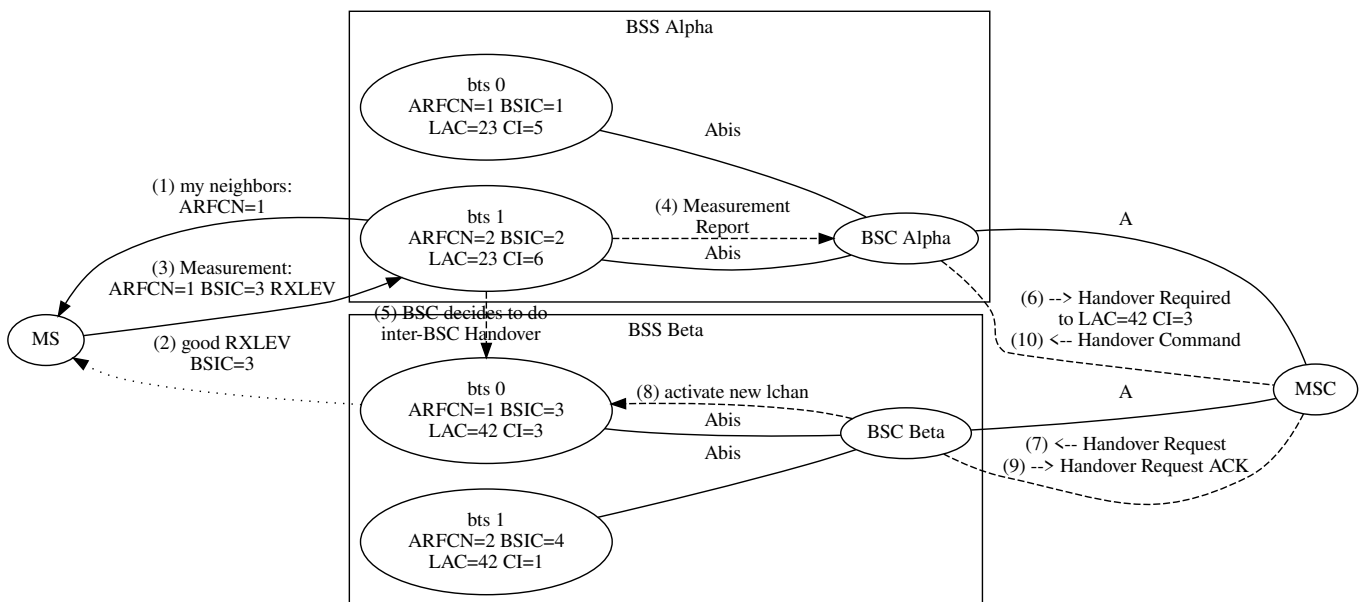 BSS Alpha
bts 0
ARFCN=1 BSIC=1
LAC=23 CI=5
Abis
(1) my neighbors:
ARFCN=1
bts 1
ARFCN=2 BSIC=2
LAC=23 CI=6
(4) Measurement
Report
Abis
BSC Alpha
A
(3) Measurement:
ARFCN=1 BSIC=3 RXLEV
MS
(2) good RXLEV
BSIC=3
(5) BSC decides to do
inter-BSC Handover
(6) --> Handover Required
to LAC=42 CI=3
(10) <-- Handover Command
MSC
BSS Beta
bts 0
ARFCN=1 BSIC=3
LAC=42 CI=3
(8) activate new lchan
Abis
BSC Beta
A
Abis
(7) <-- Handover Request
(9) --> Handover Request ACK
bts 1
ARFCN=2 BSIC=4
LAC=42 CI=1